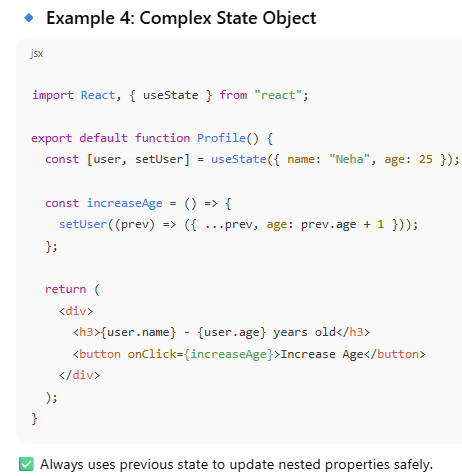 Example 4: Complex State Object
jsx
import React, { useState } from "react";
export default function Profile() {
const [user, setUser] = useState({ name: "Neha", age: 25 });
const increaseAge = () => {
setUser((prev) => ({ ...prev, age: prev.age + 1 }));
};
return (
<div>
<h3>{user.name} - {user.age} years old</h3>
<button onClick={increaseAge}>Increase Age</button>
</div>
);
}
Always uses previous state to update nested properties safely.